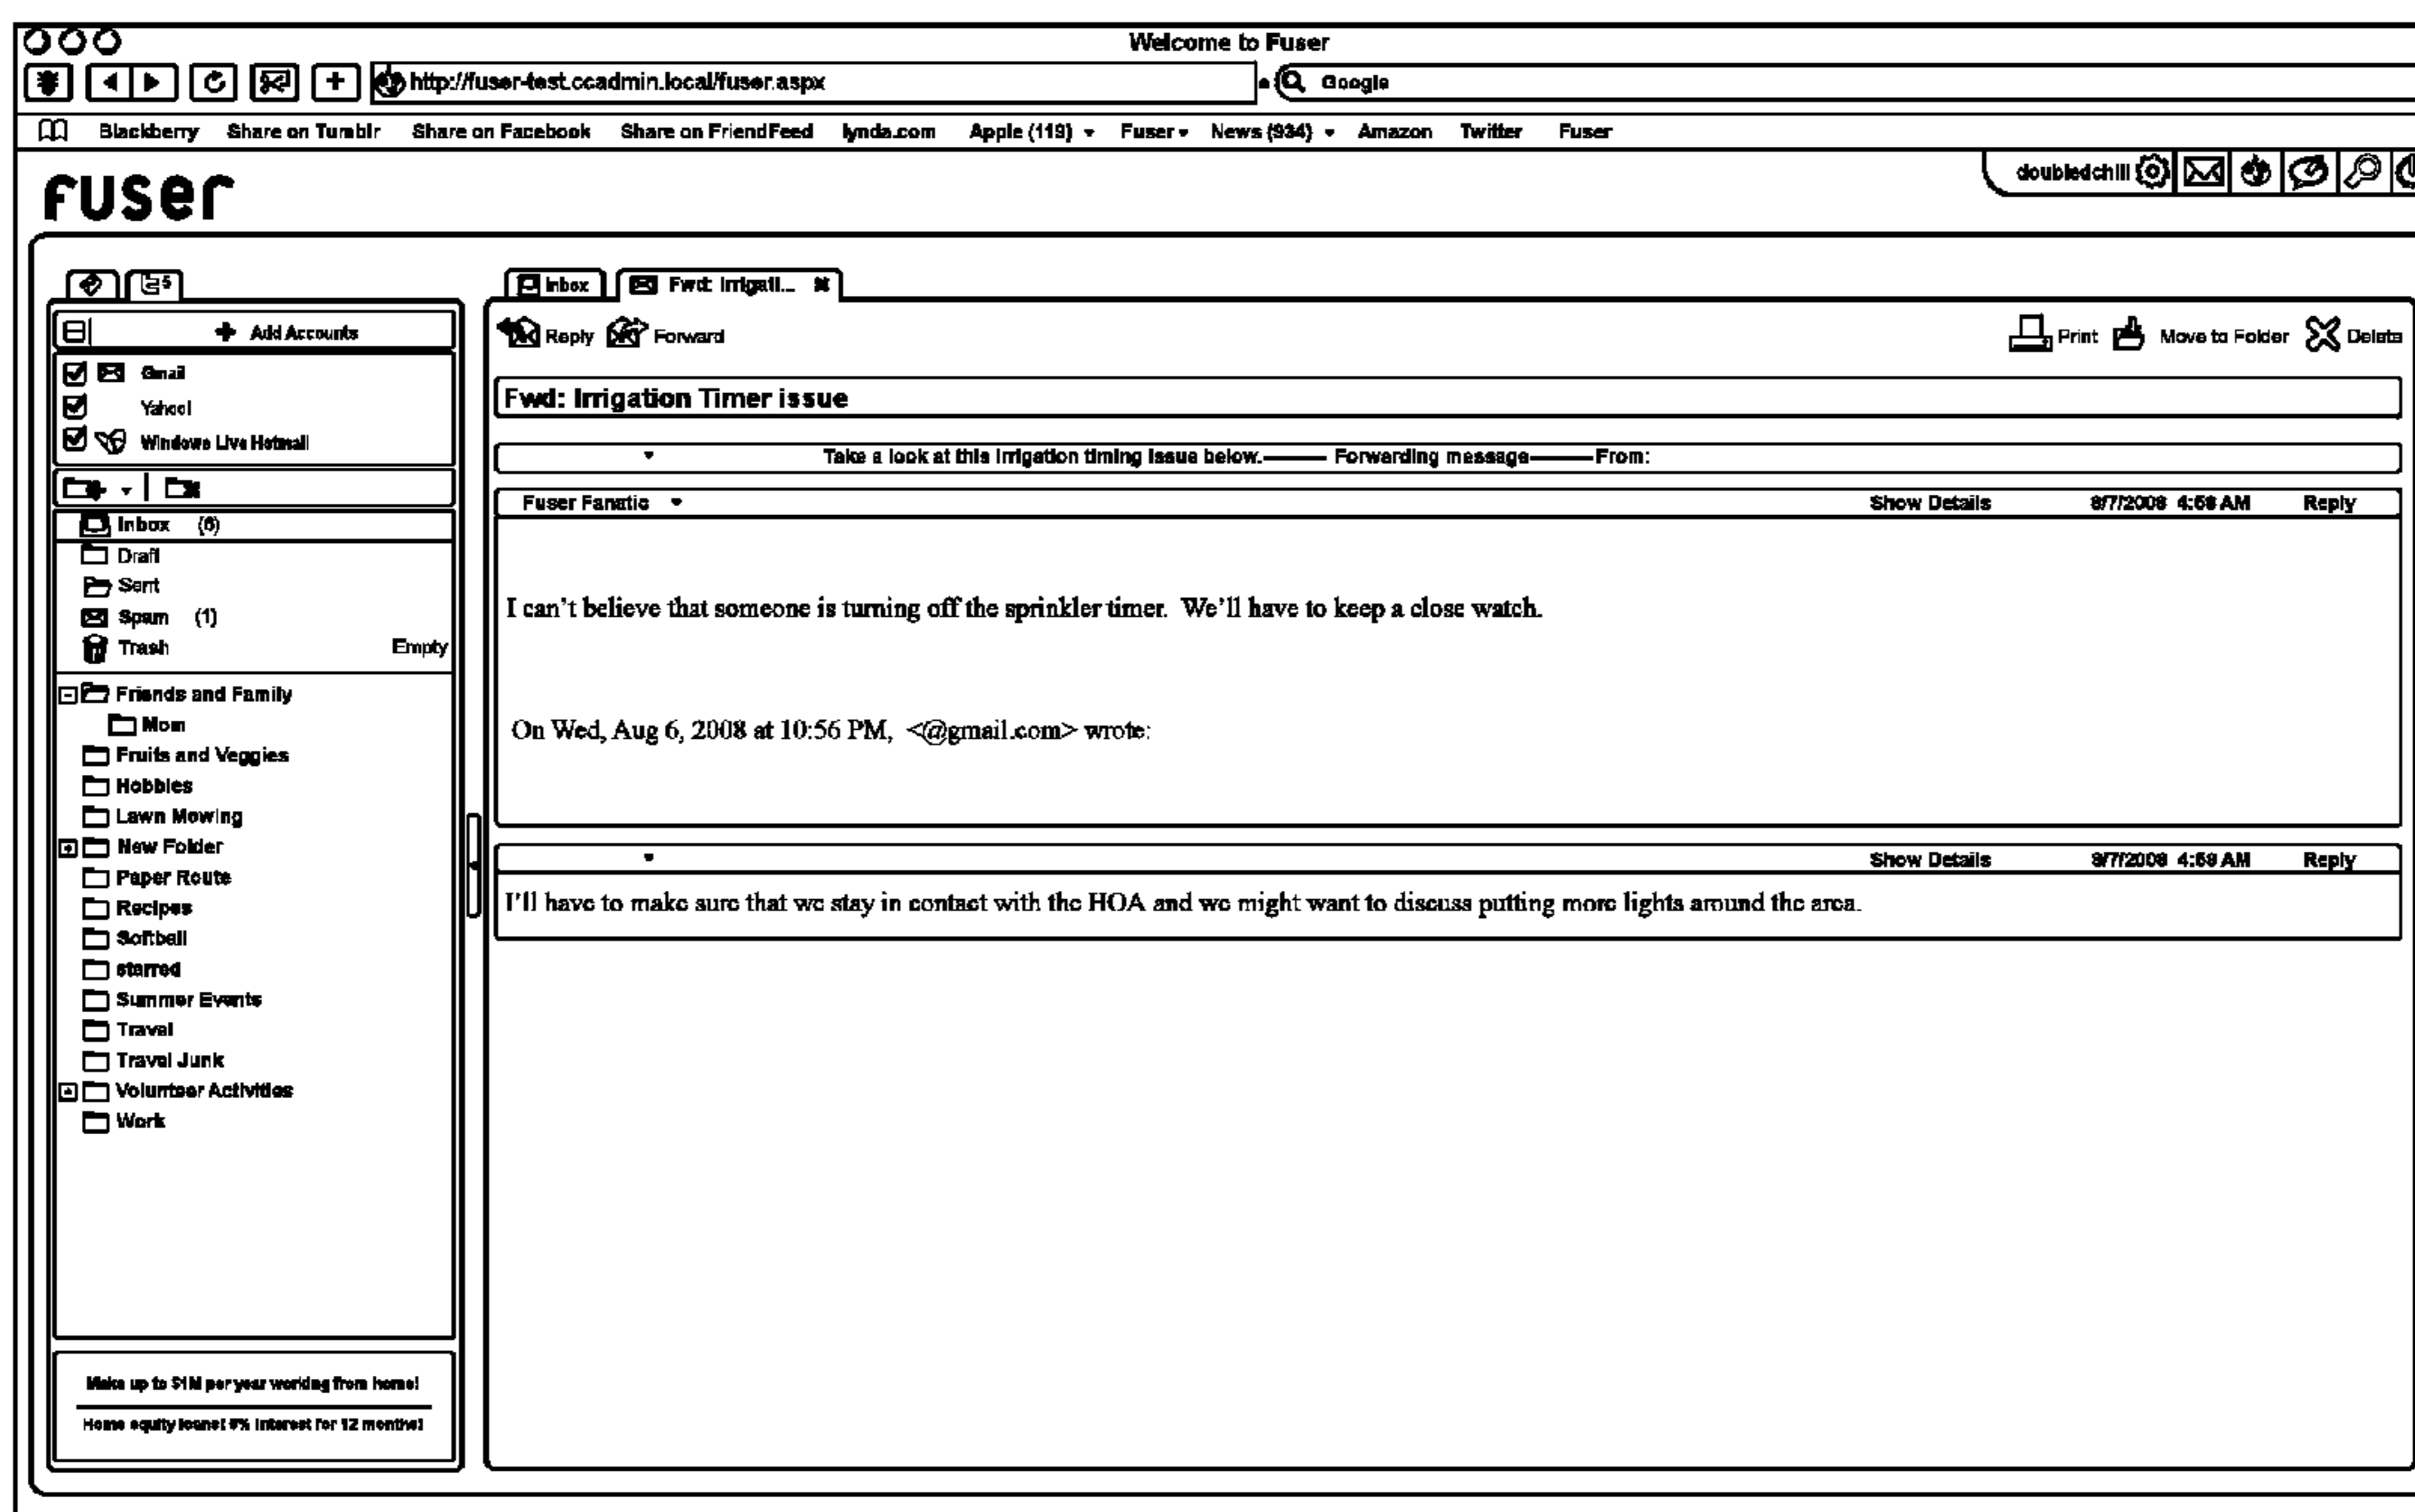 Welcome to Fuser
http://fuser-test.ccadmin.local/fuser.aspx Google
Blackberry Share on Tumblr Share on Facebook Share on FriendFeed lynda.com Apple (119) Fuser News (934) Amazon Twitter Fuser
fuser
doubledchill
Inbox Fwd: Irrigati...
Add Accounts
Reply Forward Print Move to Folder Delete
Gmail
Yahoo!
Windows Live Hotmail
Fwd: Irrigation Timer issue
Take a look at this irrigation timing issue below.——— Forwarding message———From:
Fuser Fanatic Show Details 8/7/2008 4:58 AM Reply
Inbox (6)
Draft
Sent
Spam (1)
Trash Empty
I can't believe that someone is turning off the sprinkler timer. We'll have to keep a close watch.
On Wed, Aug 6, 2008 at 10:56 PM, <@gmail.com> wrote:
Friends and Family
Mom
Fruits and Veggies
Hobbies
Lawn Mowing
New Folder
Paper Route
Recipes
Softball
starred
Summer Events
Travel
Travel Junk
Volunteer Activities
Work
Show Details 8/7/2008 4:59 AM Reply
I'll have to make sure that we stay in contact with the HOA and we might want to discuss putting more lights around the area.
Make up to $1M per year working from home!
Home equity loans! interest for 12 months!